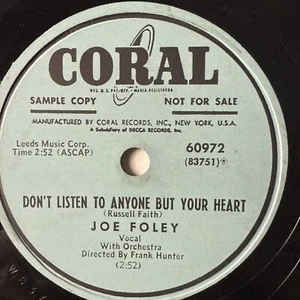 CORAL
REG. U.S. PAT. OFF. - MARCA REGISTRADA
SAMPLE COPY NOT FOR SALE
MANUFACTURED BY CORAL RECORDS, INC., NEW YORK, U.S.A.
A Subsidiary of DECCA RECORDS, Inc.
Leeds Music Corp. 60972
Time 2:52 (ASCAP) (83751)
DON'T LISTEN TO ANYONE BUT YOUR HEART
(Russell Faith)
JOE FOLEY
Vocal
With Orchestra
Directed By Frank Hunter
(2:52)